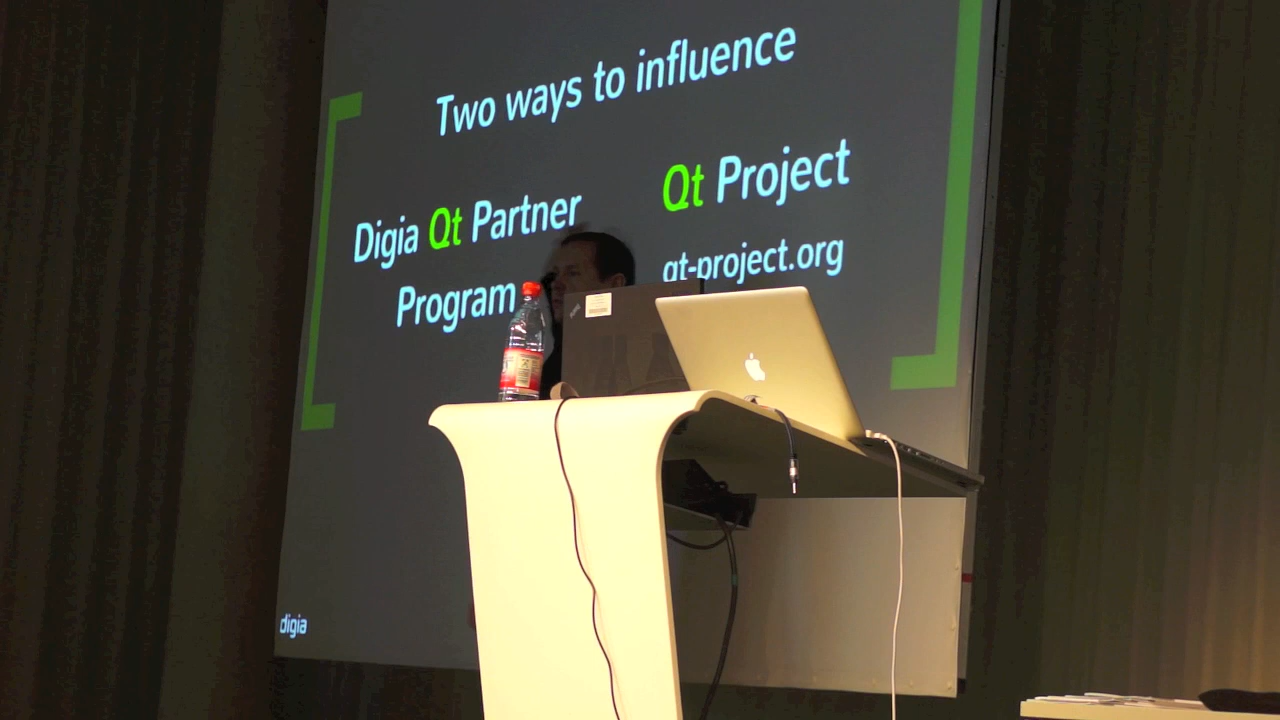 Two ways to influence
Digia Qt Partner
Program
Qt Project
qt-project.org
digia